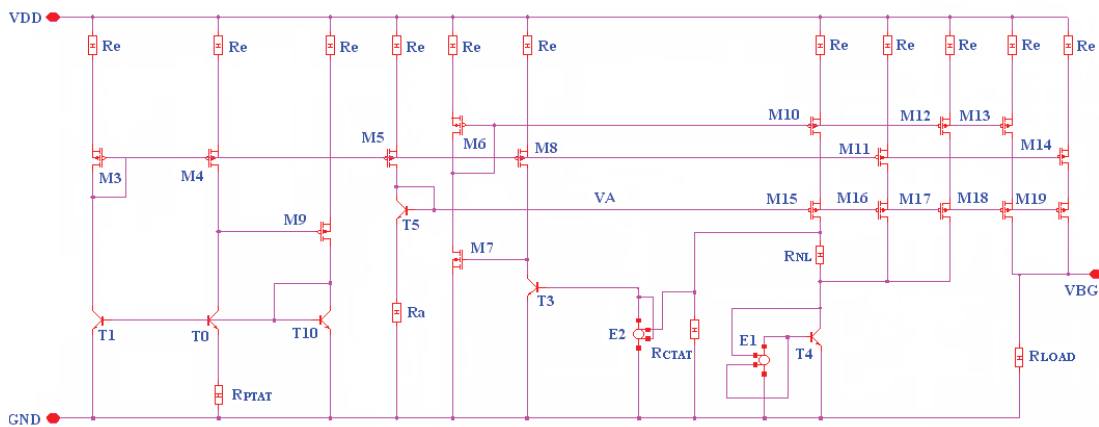 VDD
Re Re Re Re Re Re Re Re Re Re Re
M10 M12 M13
M5 M6 M8 M11 M14
M3 M4
VA M15 M16 M17 M18 M19
M9 T5
M7 RNL
VBG
T3
T1 T0 T10 Ra E2 RCTAT E1 T4
RLOAD
RPTAT
GND